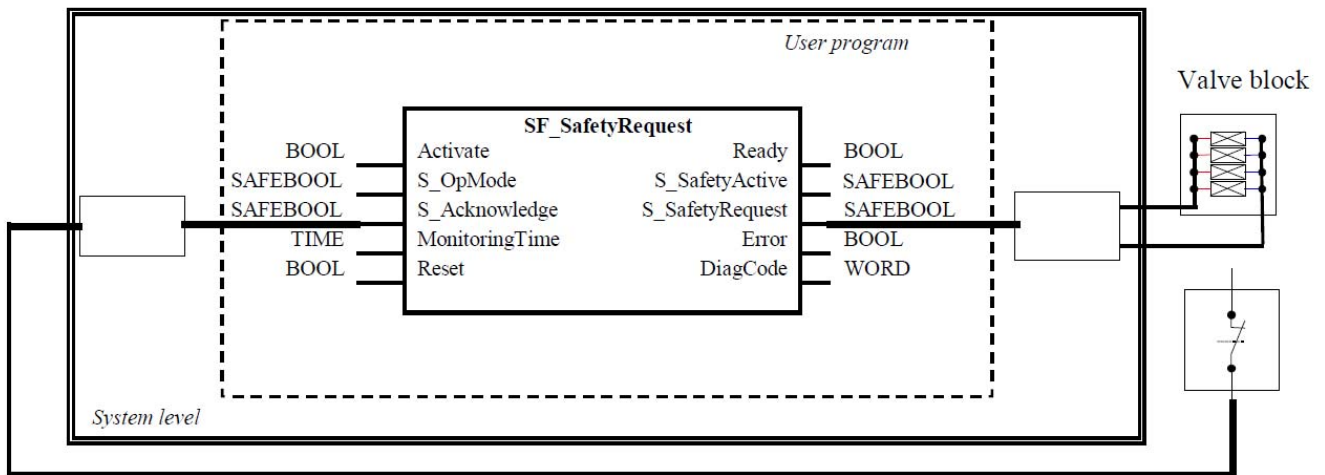 User program
Valve block
SF_SafetyRequest
BOOL Activate Ready BOOL
SAFEBOOL S_OpMode S_SafetyActive SAFEBOOL
SAFEBOOL S_Acknowledge S_SafetyRequest SAFEBOOL
TIME MonitoringTime Error BOOL
BOOL Reset DiagCode WORD
System level